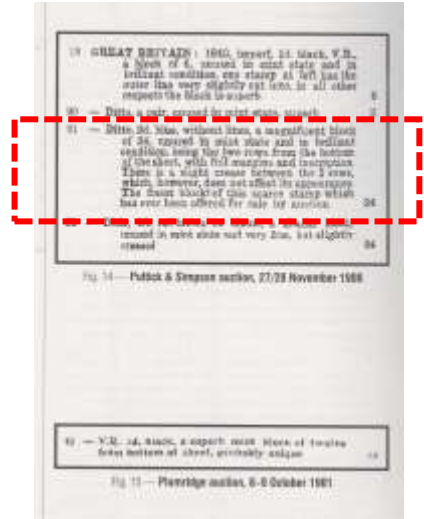 19 GREAT BRITAIN: 1840, imperf. 1d. black, V.R.,
a block of 6, unused in mint state and in
brilliant condition, one stamp at left has the
outer line very slightly cut into, in all other
respects the block is superb 6
— Ditto, a pair, unused in mint state, superb 2
— Ditto, 2d. blue, without lines, a magnificent block
of 24, unused in mint state and in brilliant
condition, being the two rows from the bottom
of the sheet, with full margins and inscription.
There is a slight crease between the 2 rows,
which, however, does not affect its appearance.
The finest block of this scarce stamp which
has ever been offered for sale by auction 24
unused in mint state and very fine, but slightly
creased 24
Fig. 14 — Puttick & Simpson auction, 27/28 November
— V.R. 1d. black, a superb mint block of twelve
from bottom of sheet, probably unique
— Plumridge auction, October